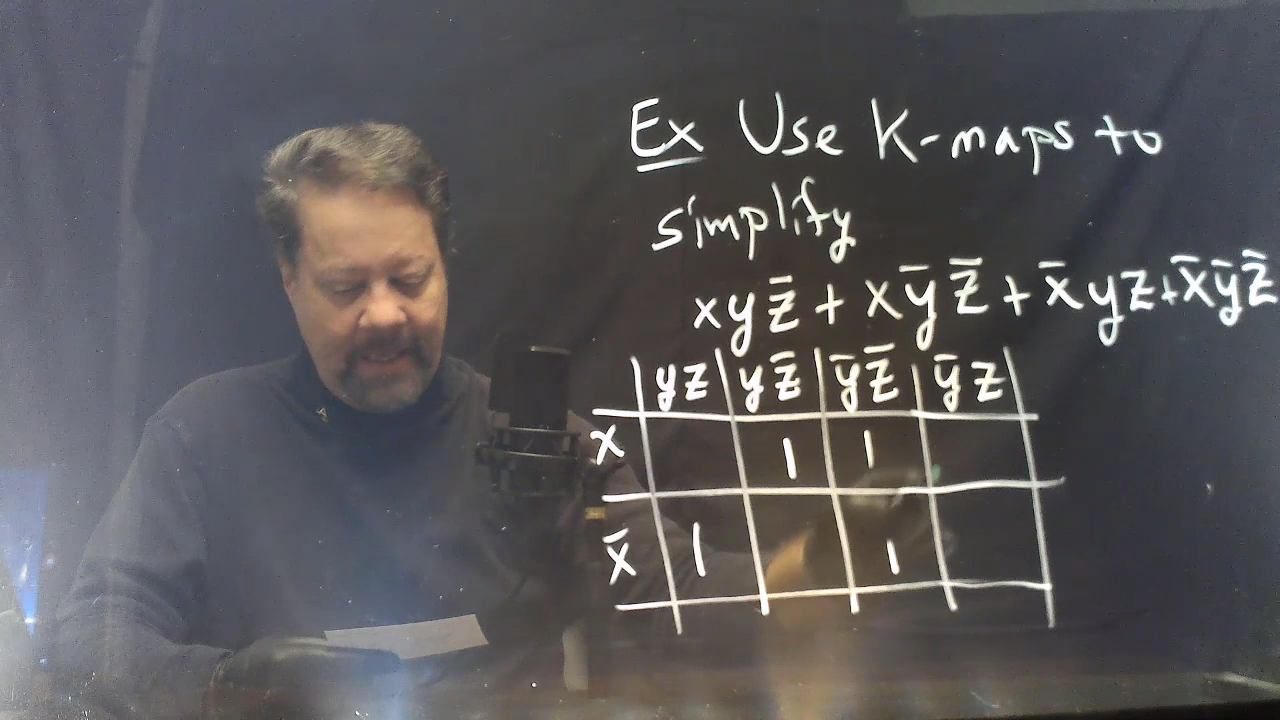 Ex Use K-maps to
simplify
xyz̄ + xȳz̄ + x̄yz + x̄ȳz̄
yz yz̄ ȳz̄ ȳz
x 1 1
x̄ 1 1